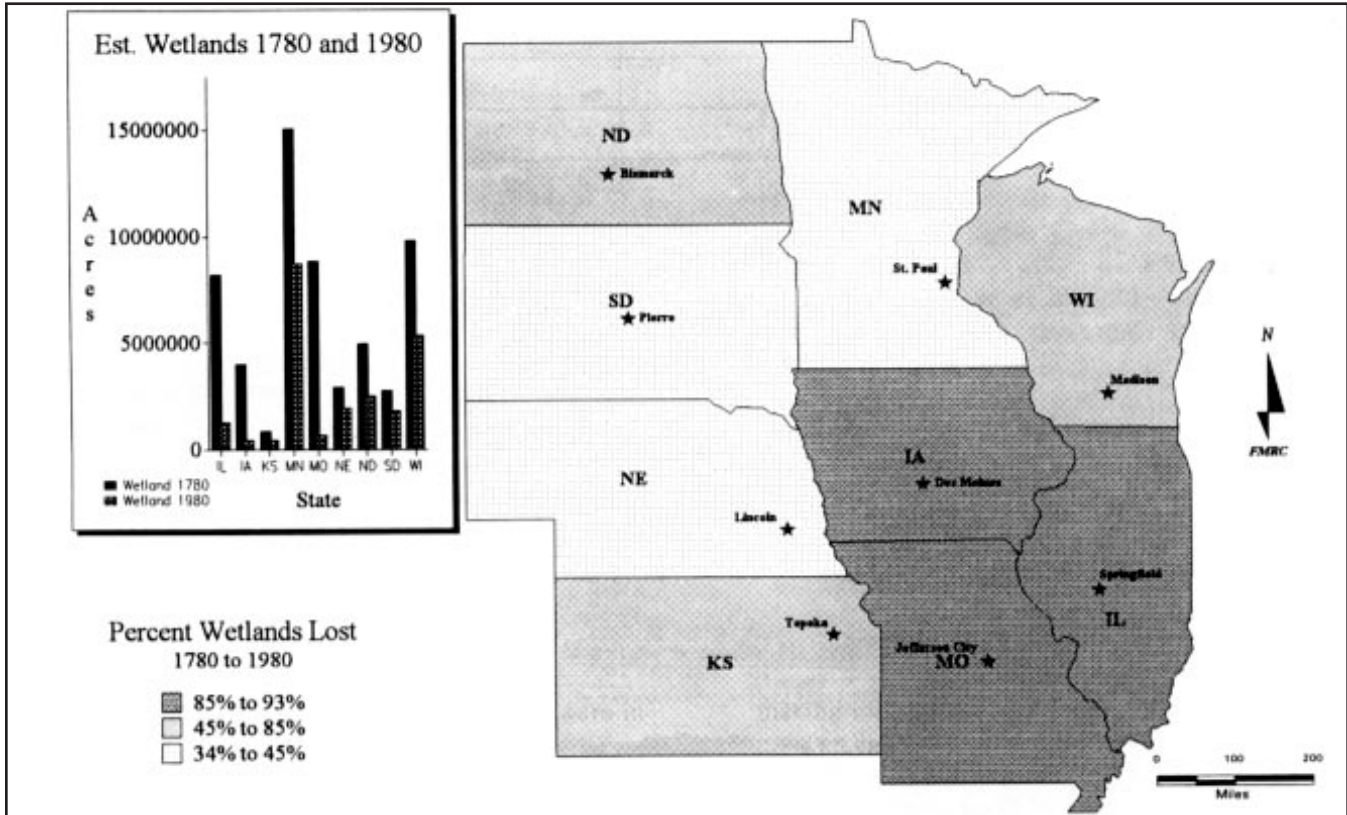 Est. Wetlands 1780 and 1980
15000000
10000000
5000000
0
Acres
IL IA KS MN MO NE ND SD WI
Wetland 1780
Wetland 1980
State
Percent Wetlands Lost
1780 to 1980
85% to 93%
45% to 85%
34% to 45%
ND
Bismarck
MN
St. Paul
SD
Pierre
WI
Madison
NE
Lincoln
IA
Des Moines
KS
Topeka
Jefferson City
MO
Springfield
IL
N
FMRC
0 100 200
Miles